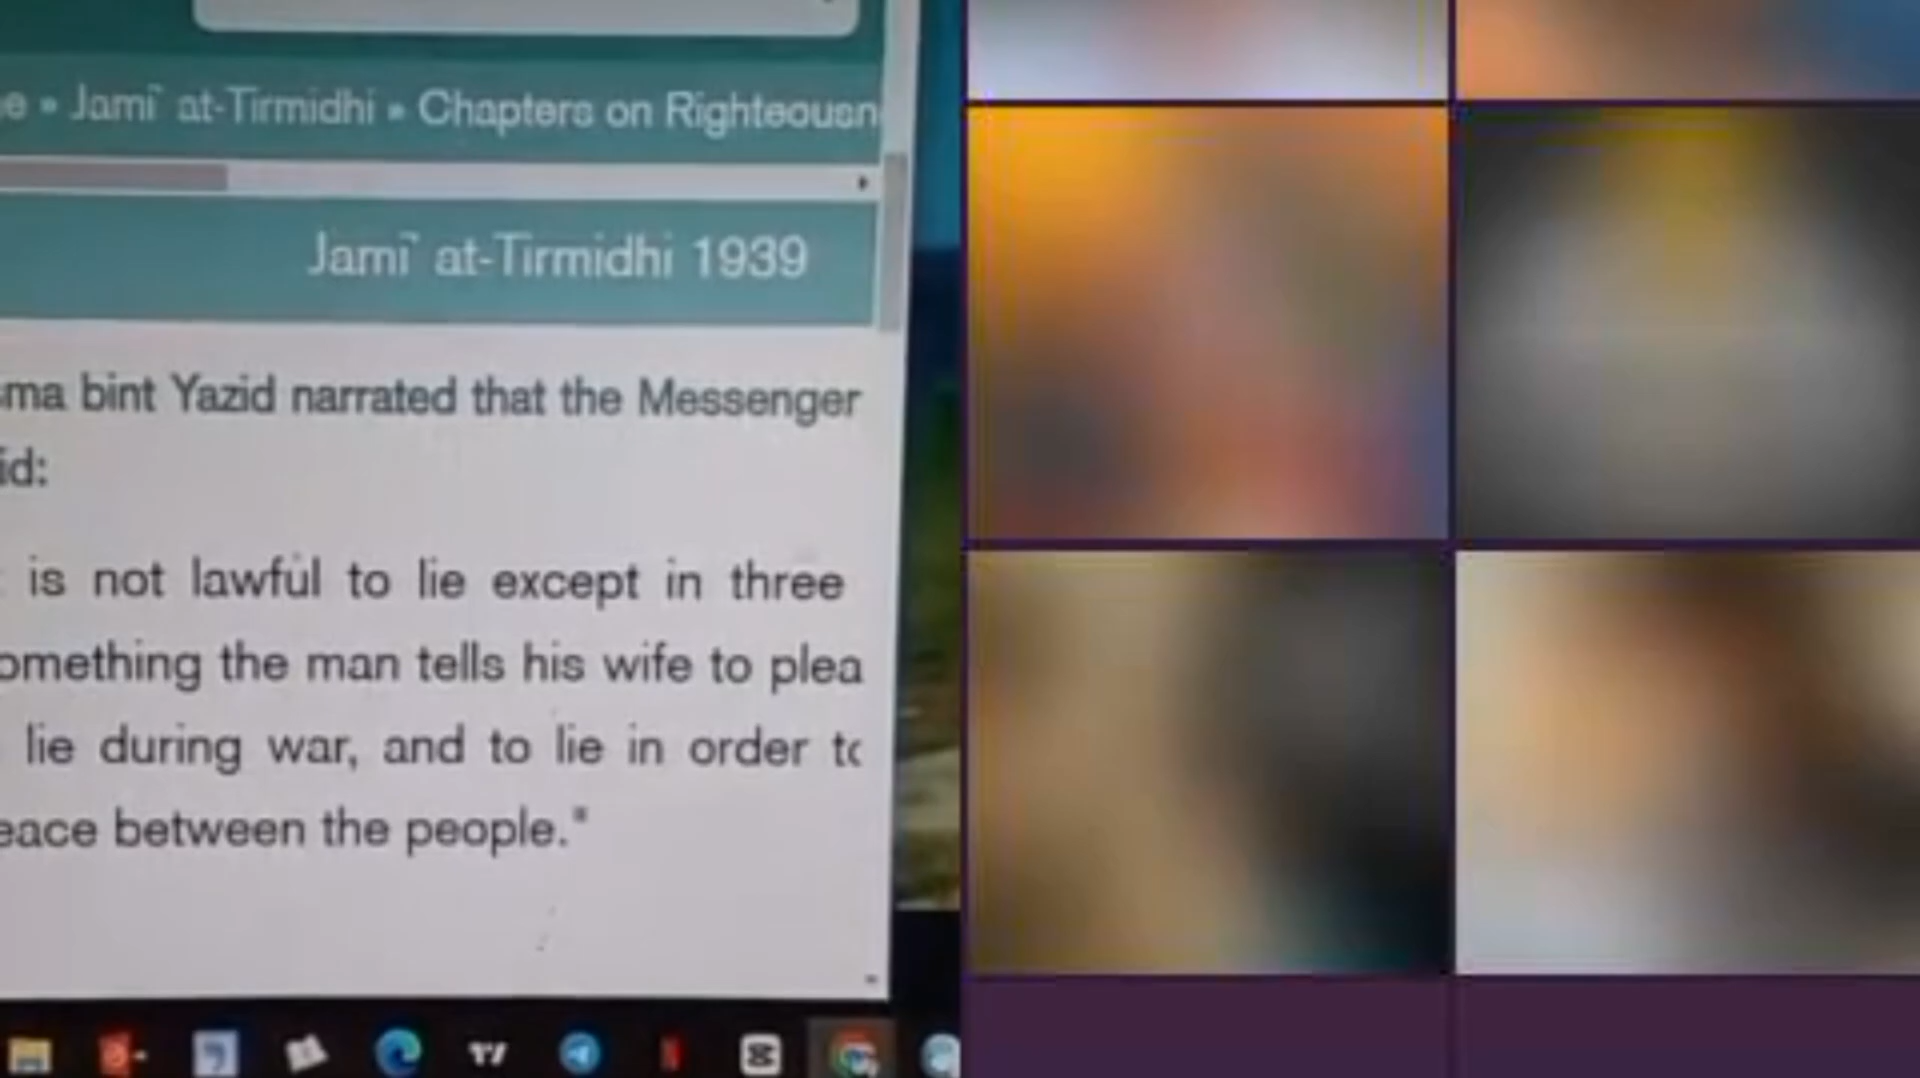 e » Jami` at-Tirmidhi » Chapters on Righteousn
Jami` at-Tirmidhi 1939
ma bint Yazid narrated that the Messenger
id:
is not lawful to lie except in three
omething the man tells his wife to plea
lie during war, and to lie in order to
eace between the people."